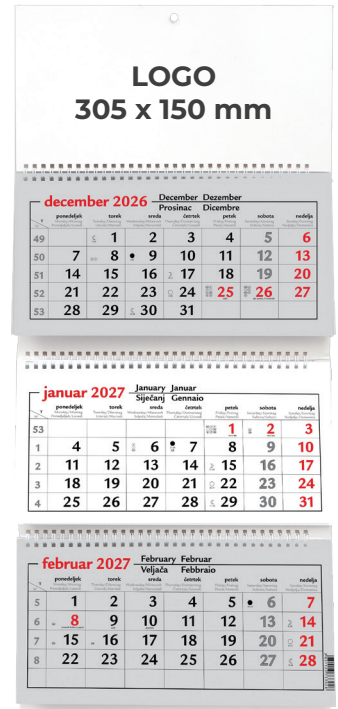 LOGO
305 x 150 mm
december 2026 December Dezember
Prosinac Dicembre
ponedeljek torek sreda četrtek petek sobota nedelja
49 1 2 3 4 5 6
50 7 8 9 10 11 12 13
51 14 15 16 17 18 19 20
52 21 22 23 24 25 26 27
53 28 29 30 31
januar 2027 January Januar
Siječanj Gennaio
ponedeljek torek sreda četrtek petek sobota nedelja
53 1 2 3
1 4 5 6 7 8 9 10
2 11 12 13 14 15 16 17
3 18 19 20 21 22 23 24
4 25 26 27 28 29 30 31
februar 2027 February Februar
Veljača Febbraio
ponedeljek torek sreda četrtek petek sobota nedelja
5 1 2 3 4 5 6 7
6 8 9 10 11 12 13 14
7 15 16 17 18 19 20 21
8 22 23 24 25 26 27 28